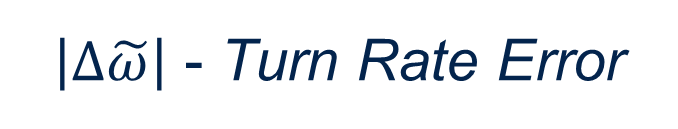 |Δω̃| - Turn Rate Error